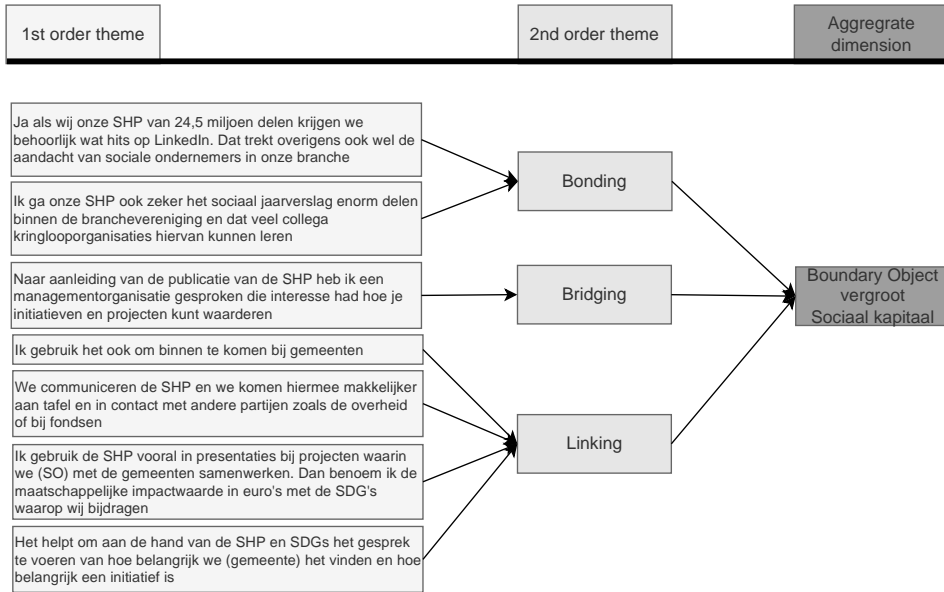 1st order theme
2nd order theme
Aggregrate
dimension
Ja als wij onze SHP van 24,5 miljoen delen krijgen we
behoorlijk wat hits op LinkedIn. Dat trekt overigens ook wel de
aandacht van sociale ondernemers in onze branche
Ik ga onze SHP ook zeker het sociaal jaarverslag enorm delen
binnen de branchevereniging en dat veel collega
kringlooporganisaties hiervan kunnen leren
Bonding
Naar aanleiding van de publicatie van de SHP heb ik een
managementorganisatie gesproken die interesse had hoe je
initiatieven en projecten kunt waarderen
Bridging
Boundary Object
vergroot
Sociaal kapitaal
Ik gebruik het ook om binnen te komen bij gemeenten
We communiceren de SHP en we komen hiermee makkelijker
aan tafel en in contact met andere partijen zoals de overheid
of bij fondsen
Ik gebruik de SHP vooral in presentaties bij projecten waarin
we (SO) met de gemeenten samenwerken. Dan benoem ik de
maatschappelijke impactwaarde in euro's met de SDG's
waarop wij bijdragen
Het helpt om aan de hand van de SHP en SDGs het gesprek
te voeren van hoe belangrijk we (gemeente) het vinden en hoe
belangrijk een initiatief is
Linking